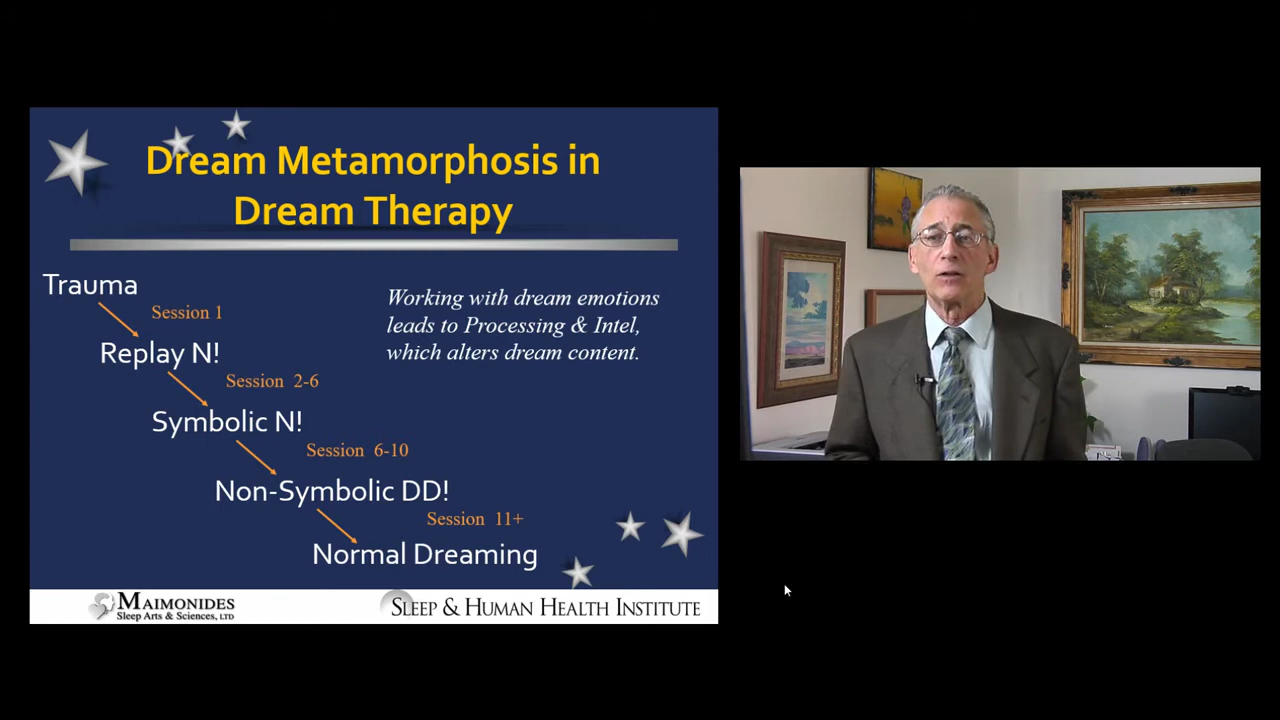 Dream Metamorphosis in
Dream Therapy
Trauma
Session 1
Replay N!
Session 2-6
Symbolic N!
Session 6-10
Non-Symbolic DD!
Session 11+
Normal Dreaming
Working with dream emotions
leads to Processing & Intel,
which alters dream content.
MAIMONIDES
Sleep Arts & Sciences, LTD
SLEEP & HUMAN HEALTH INSTITUTE